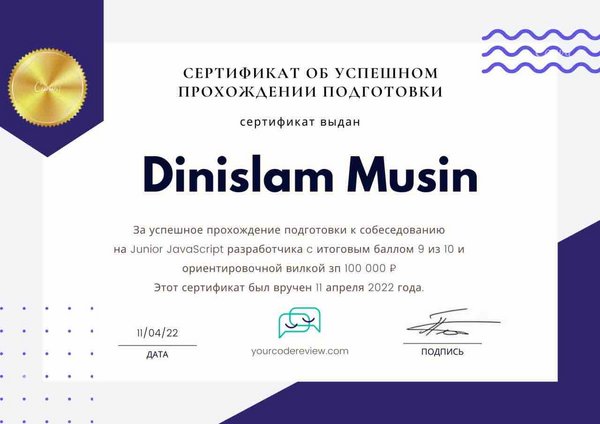 СЕРТИФИКАТ ОБ УСПЕШНОМ
ПРОХОЖДЕНИИ ПОДГОТОВКИ
сертификат выдан
Dinislam Musin
За успешное прохождение подготовки к собеседованию
на Junior JavaScript разработчика с итоговым баллом 9 из 10 и
ориентировочной вилкой зп 100 000 ₽
Этот сертификат был вручен 11 апреля 2022 года.
11/04/22
ДАТА
yourcodereview.com
ПОДПИСЬ